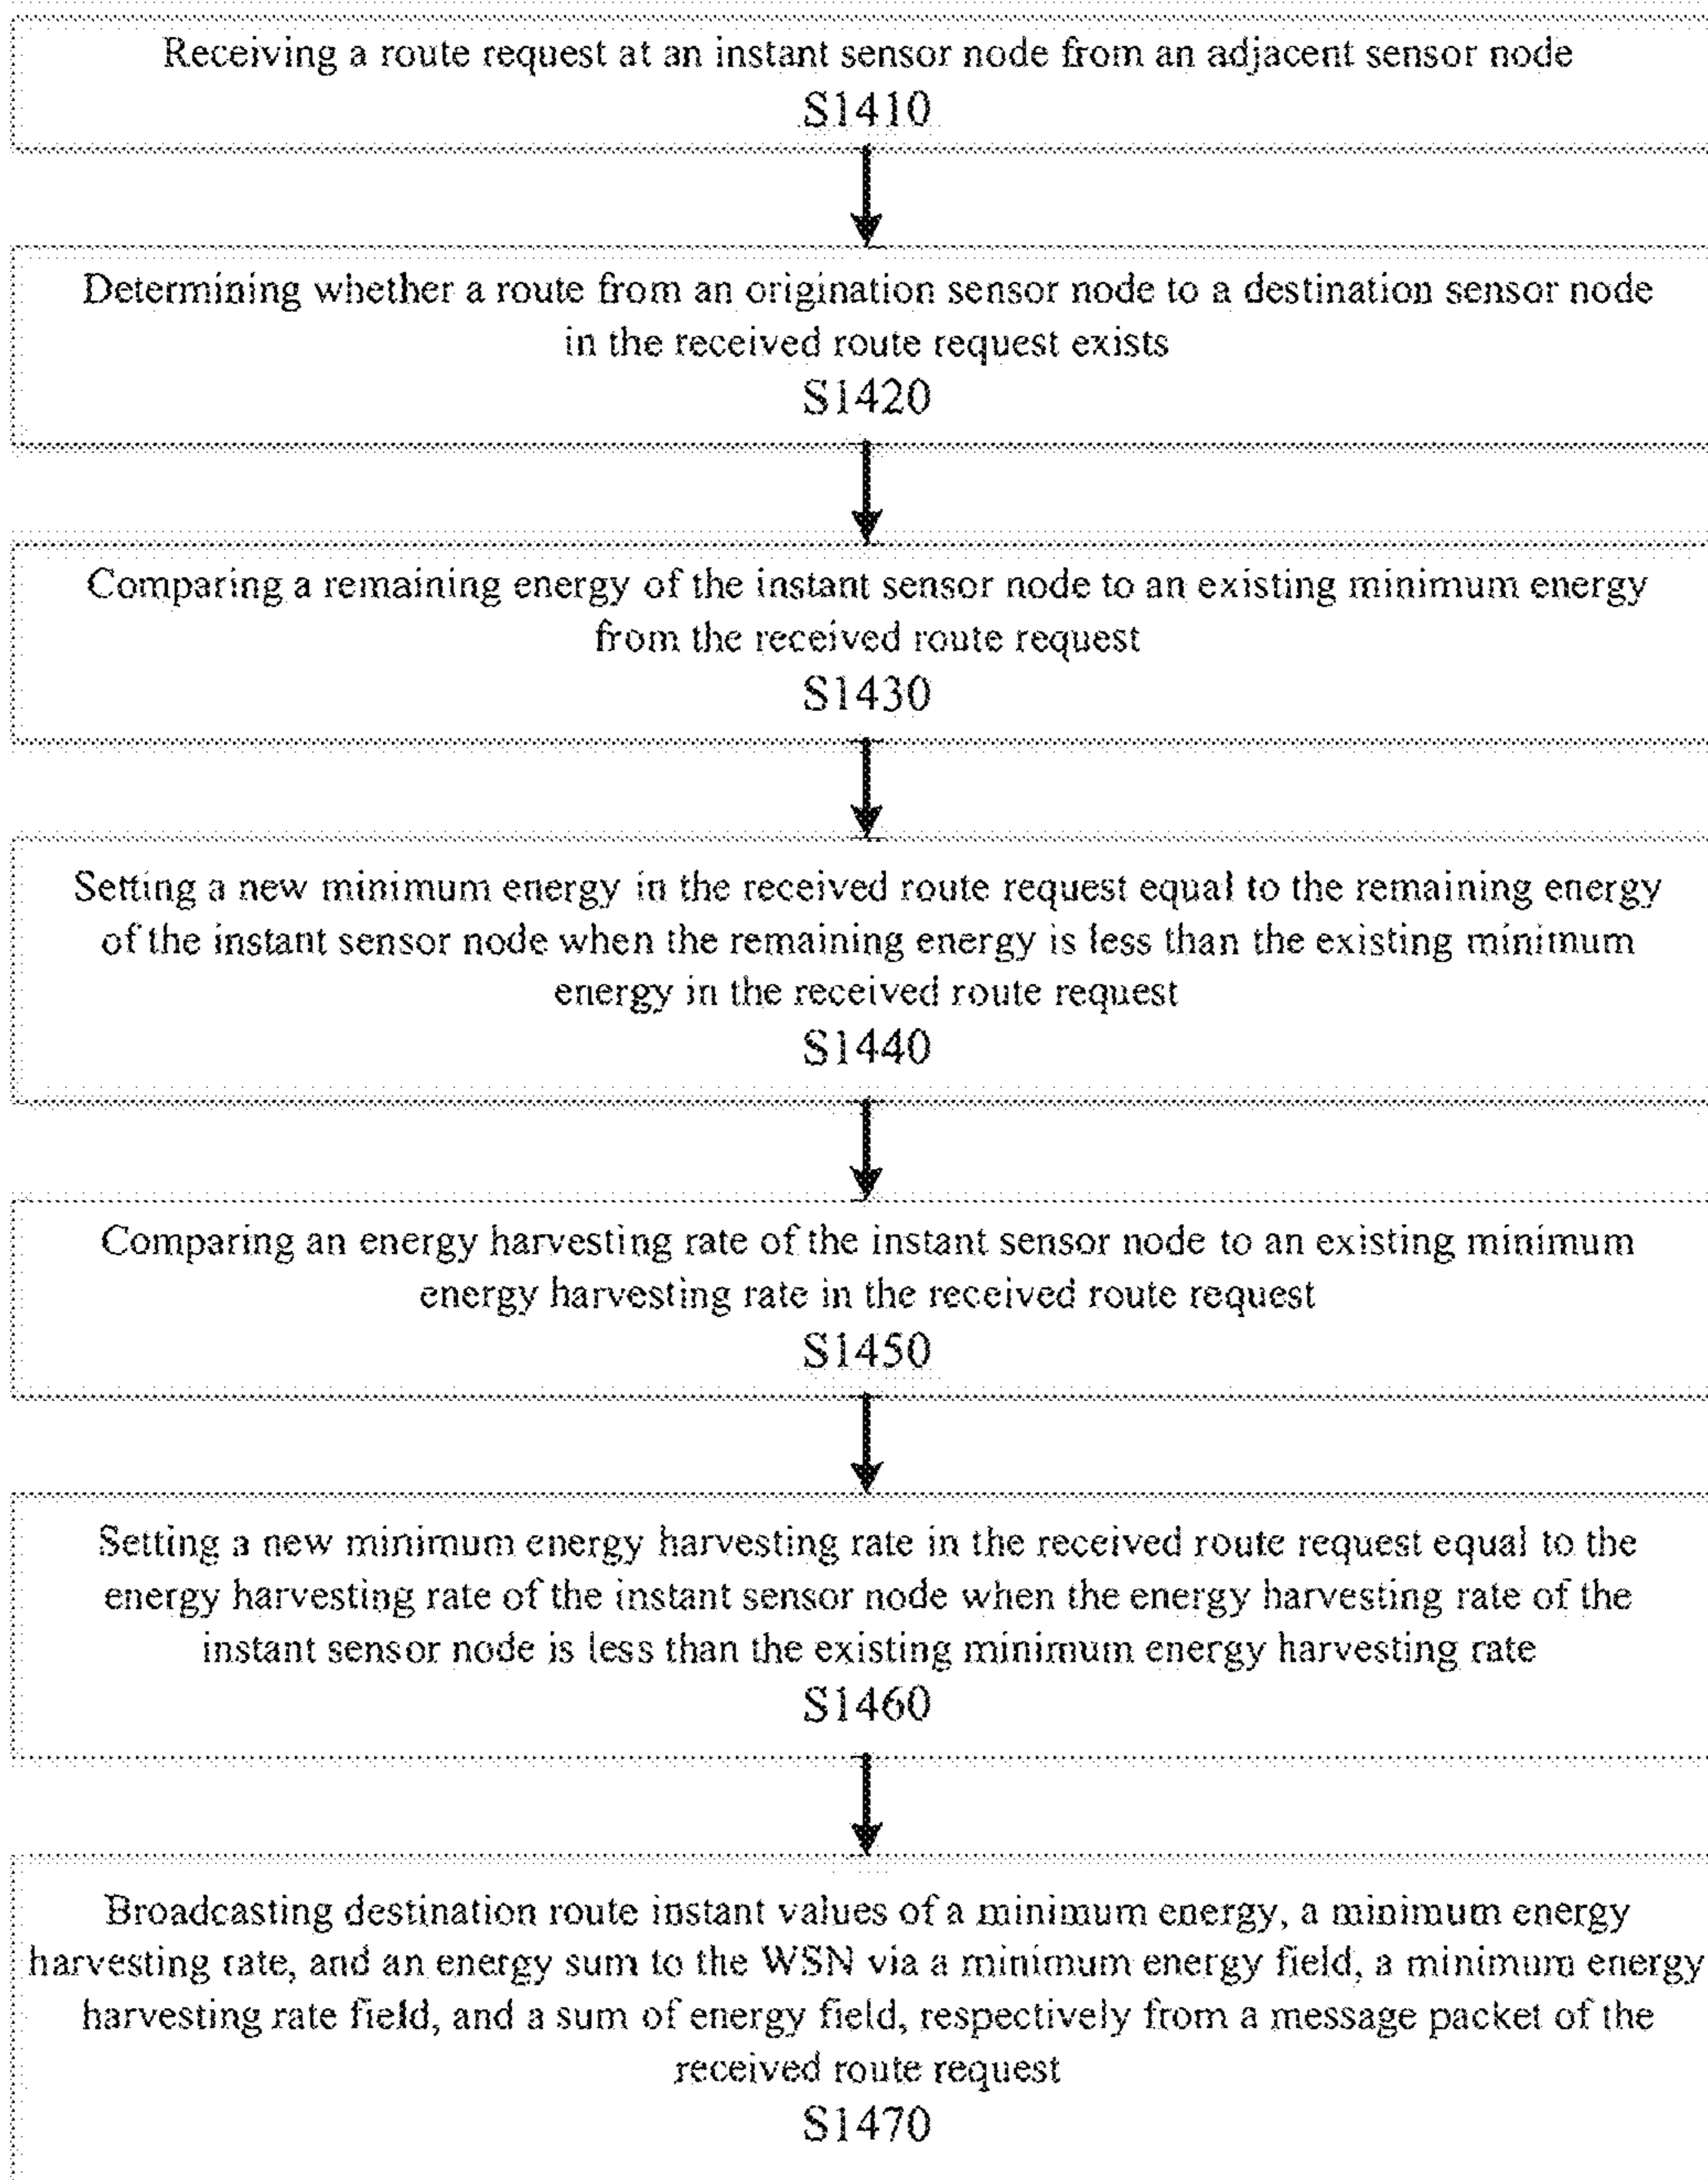 Receiving a route request at an instant sensor node from an adjacent sensor node
S1410
Determining whether a route from an origination sensor node to a destination sensor node
in the received route request exists
S1420
Comparing a remaining energy of the instant sensor node to an existing minimum energy
from the received route request
S1430
Setting a new minimum energy in the received route request equal to the remaining energy
of the instant sensor node when the remaining energy is less than the existing minimum
energy in the received route request
S1440
Comparing an energy harvesting rate of the instant sensor node to an existing minimum
energy harvesting rate in the received route request
S1450
Setting a new minimum energy harvesting rate in the received route request equal to the
energy harvesting rate of the instant sensor node when the energy harvesting rate of the
instant sensor node is less than the existing minimum energy harvesting rate
S1460
Broadcasting destination route instant values of a minimum energy, a minimum energy
harvesting rate, and an energy sum to the WSN via a minimum energy field, a minimum energy
harvesting rate field, and a sum of energy field, respectively from a message packet of the
received route request
S1470